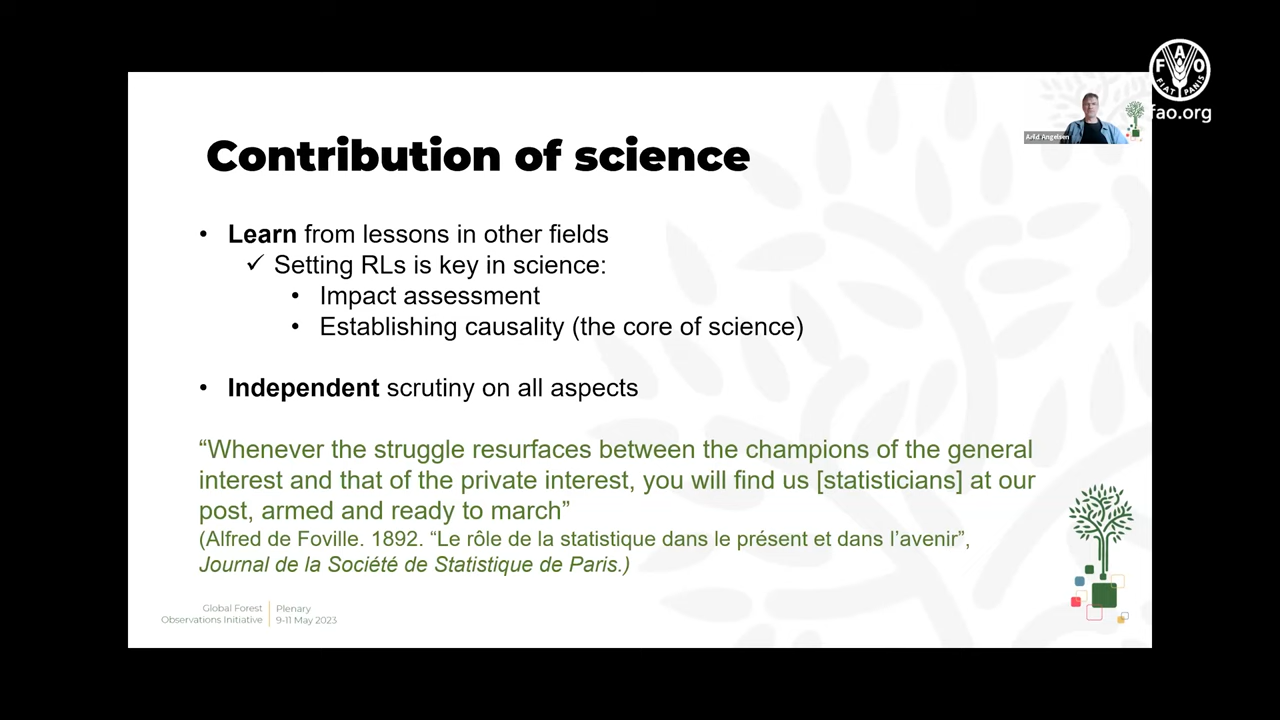 FAO
FIAT PANIS
fao.org
Arild Angelsen
Contribution of science
• Learn from lessons in other fields
✓ Setting RLs is key in science:
• Impact assessment
• Establishing causality (the core of science)
• Independent scrutiny on all aspects
“Whenever the struggle resurfaces between the champions of the general
interest and that of the private interest, you will find us [statisticians] at our
post, armed and ready to march”
(Alfred de Foville. 1892. “Le rôle de la statistique dans le présent et dans l’avenir”,
Journal de la Société de Statistique de Paris.)
Global Forest
Observations Initiative
Plenary
9-11 May 2023